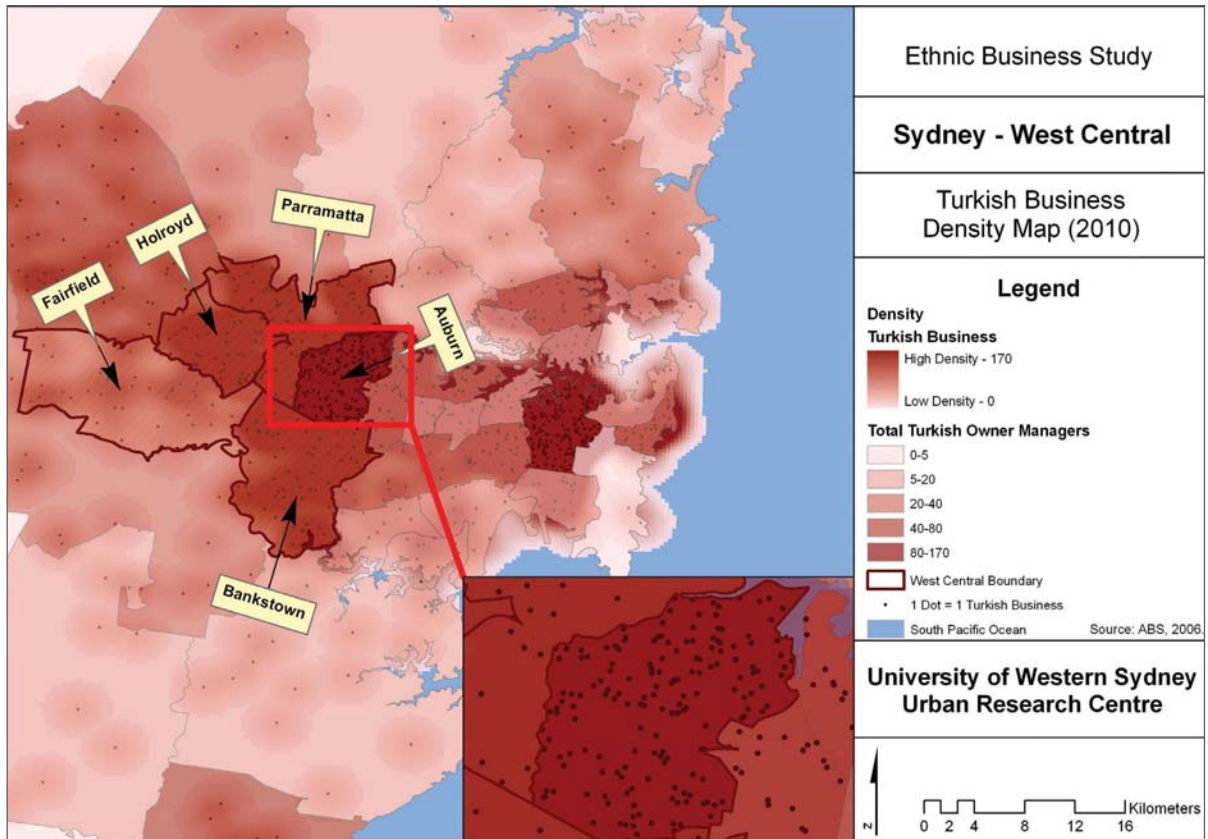 Parramatta
Holroyd
Fairfield
Auburn
Bankstown
Ethnic Business Study
Sydney - West Central
Turkish Business
Density Map (2010)
Legend
Density
Turkish Business
High Density - 170
Low Density - 0
Total Turkish Owner Managers
0-5
5-20
20-40
40-80
80-170
West Central Boundary
1 Dot = 1 Turkish Business
South Pacific Ocean
Source: ABS, 2006.
University of Western Sydney
Urban Research Centre
N
Kilometers
0 2 4 8 12 16